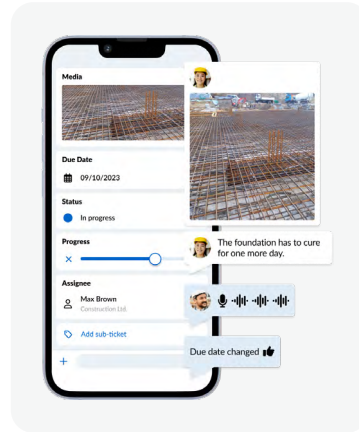 Media
Due Date
09/10/2023
Status
In progress
Progress
Assignee
Max Brown
Construction Ltd.
Add sub-ticket
The foundation has to cure
for one more day.
Due date changed